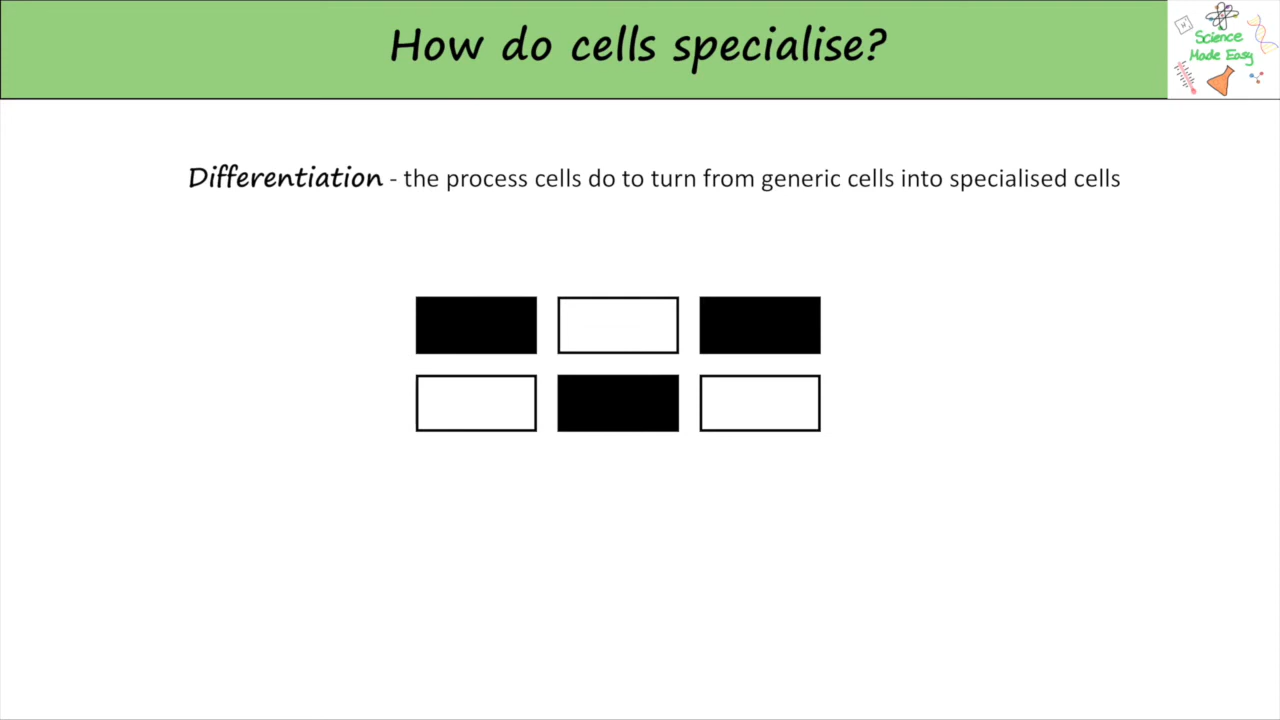 How do cells specialise?
Science
Made Easy
Differentiation - the process cells do to turn from generic cells into specialised cells